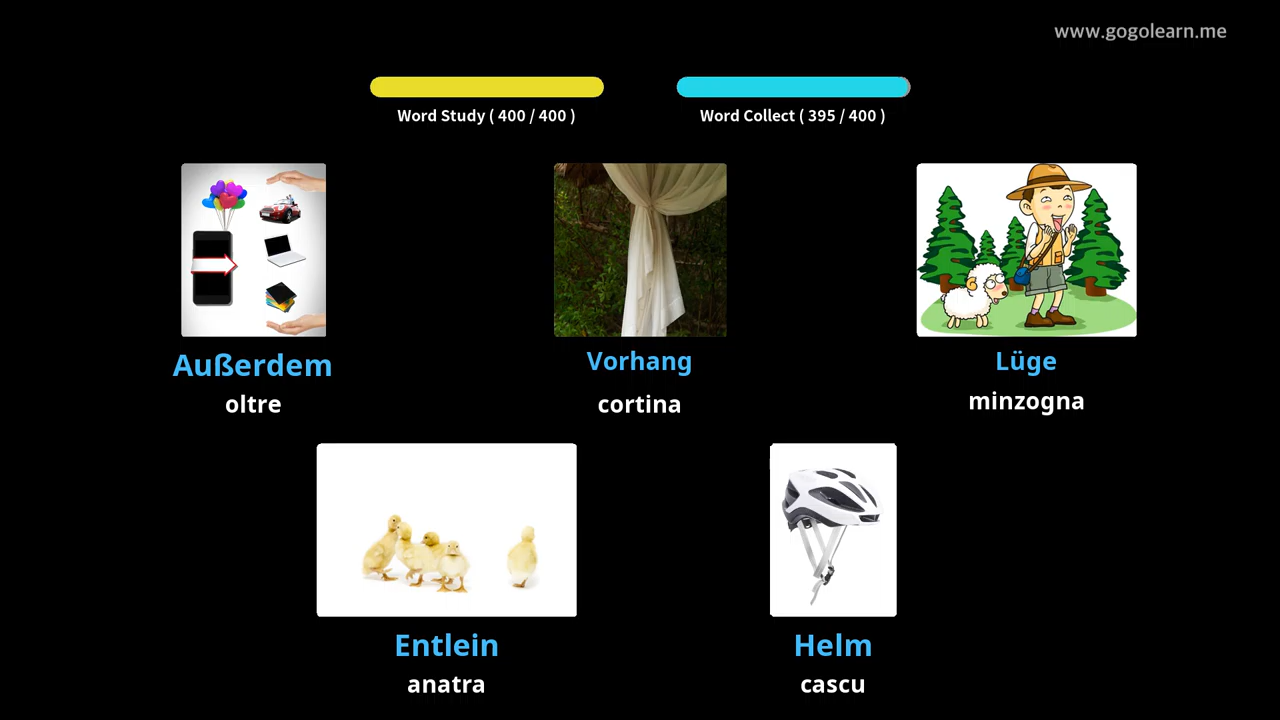 www.gogolearn.me
Word Study ( 400 / 400 )
Word Collect ( 395 / 400 )
Außerdem
oltre
Vorhang
cortina
Lüge
minzogna
Entlein
anatra
Helm
cascu